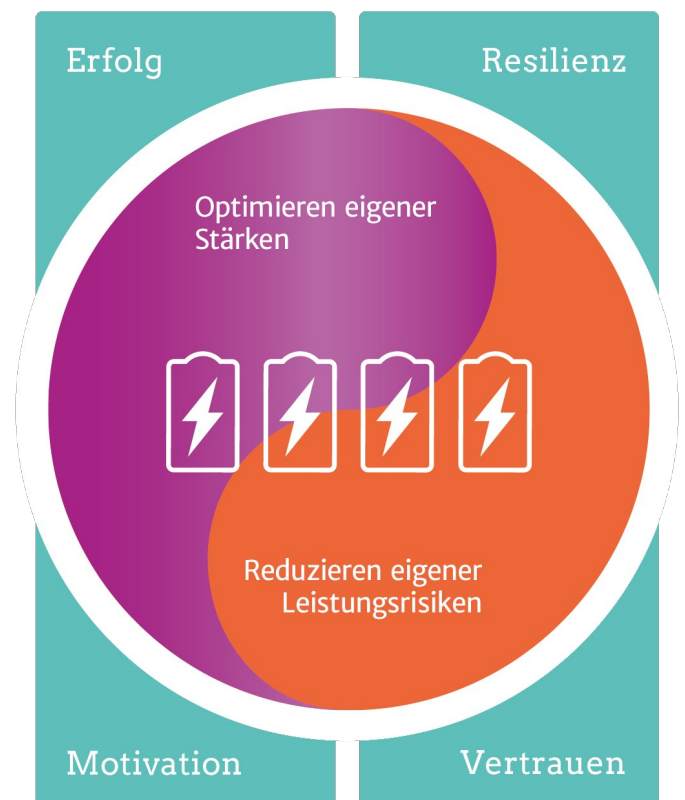 Erfolg
Resilienz
Optimieren eigener
Stärken
Reduzieren eigener
Leistungsrisiken
Motivation
Vertrauen